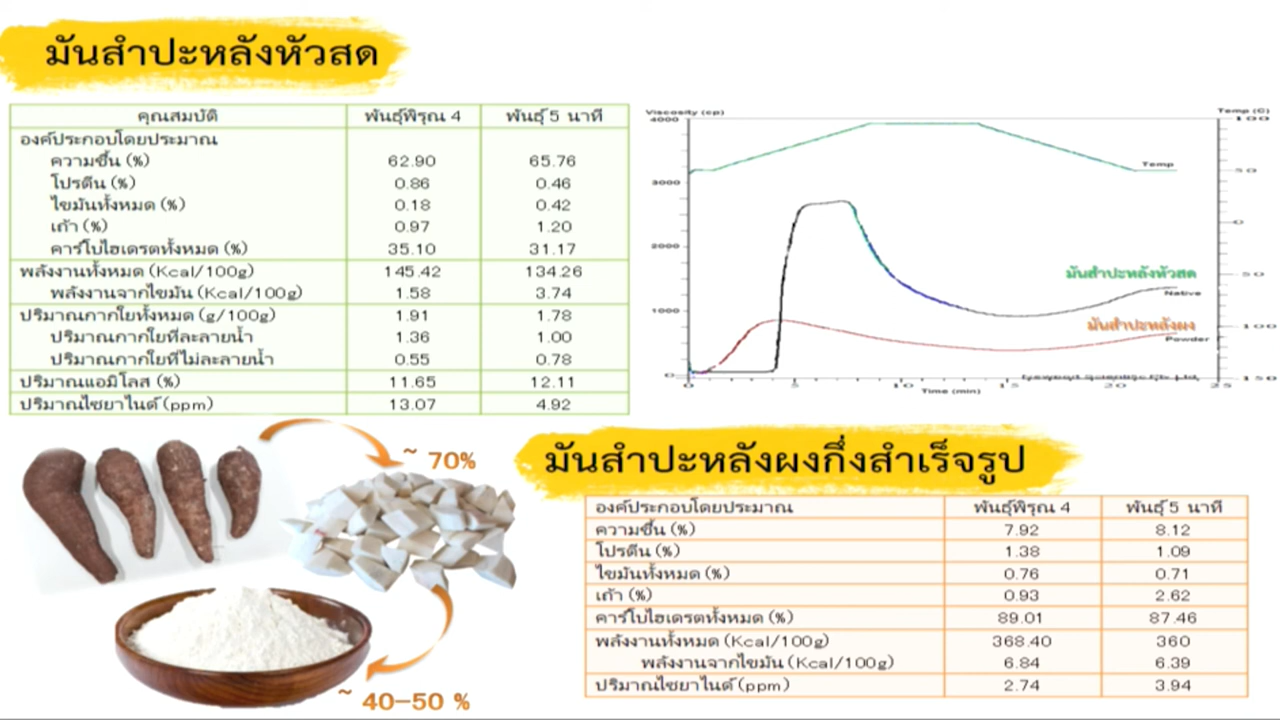 มันสำปะหลังหัวสด
คุณสมบัติ พันธุ์พิรุณ 4 พันธุ์ 5 นาที
องค์ประกอบโดยประมาณ
ความชื้น (%) 62.90 65.76
โปรตีน (%) 0.86 0.46
ไขมันทั้งหมด (%) 0.18 0.42
เถ้า (%) 0.97 1.20
คาร์โบไฮเดรตทั้งหมด (%) 35.10 31.17
พลังงานทั้งหมด (Kcal/100g) 145.42 134.26
พลังงานจากไขมัน (Kcal/100g) 1.58 3.74
ปริมาณกากใยทั้งหมด (g/100g) 1.91 1.78
ปริมาณกากใยที่ละลายน้ำ 1.36 1.00
ปริมาณกากใยที่ไม่ละลายน้ำ 0.55 0.78
ปริมาณแอมิโลส (%) 11.65 12.11
ปริมาณไซยาไนด์ (ppm) 13.07 4.92
Viscosity (cp) Temp (C)
4000 100
Temp
3000 50
0
2000
มันสำปะหลังหัวสด 50
Native
1000 มันสำปะหลังผง 100
Powder
0 150
Newport Scientific Pty Ltd
0 5 10 15 20 25
Time (min)
~ 70%
~ 40-50 %
มันสำปะหลังผงกึ่งสำเร็จรูป
องค์ประกอบโดยประมาณ พันธุ์พิรุณ 4 พันธุ์ 5 นาที
ความชื้น (%) 7.92 8.12
โปรตีน (%) 1.38 1.09
ไขมันทั้งหมด (%) 0.76 0.71
เถ้า (%) 0.93 2.62
คาร์โบไฮเดรตทั้งหมด (%) 89.01 87.46
พลังงานทั้งหมด (Kcal/100g) 368.40 360
พลังงานจากไขมัน (Kcal/100g) 6.84 6.39
ปริมาณไซยาไนด์ (ppm) 2.74 3.94